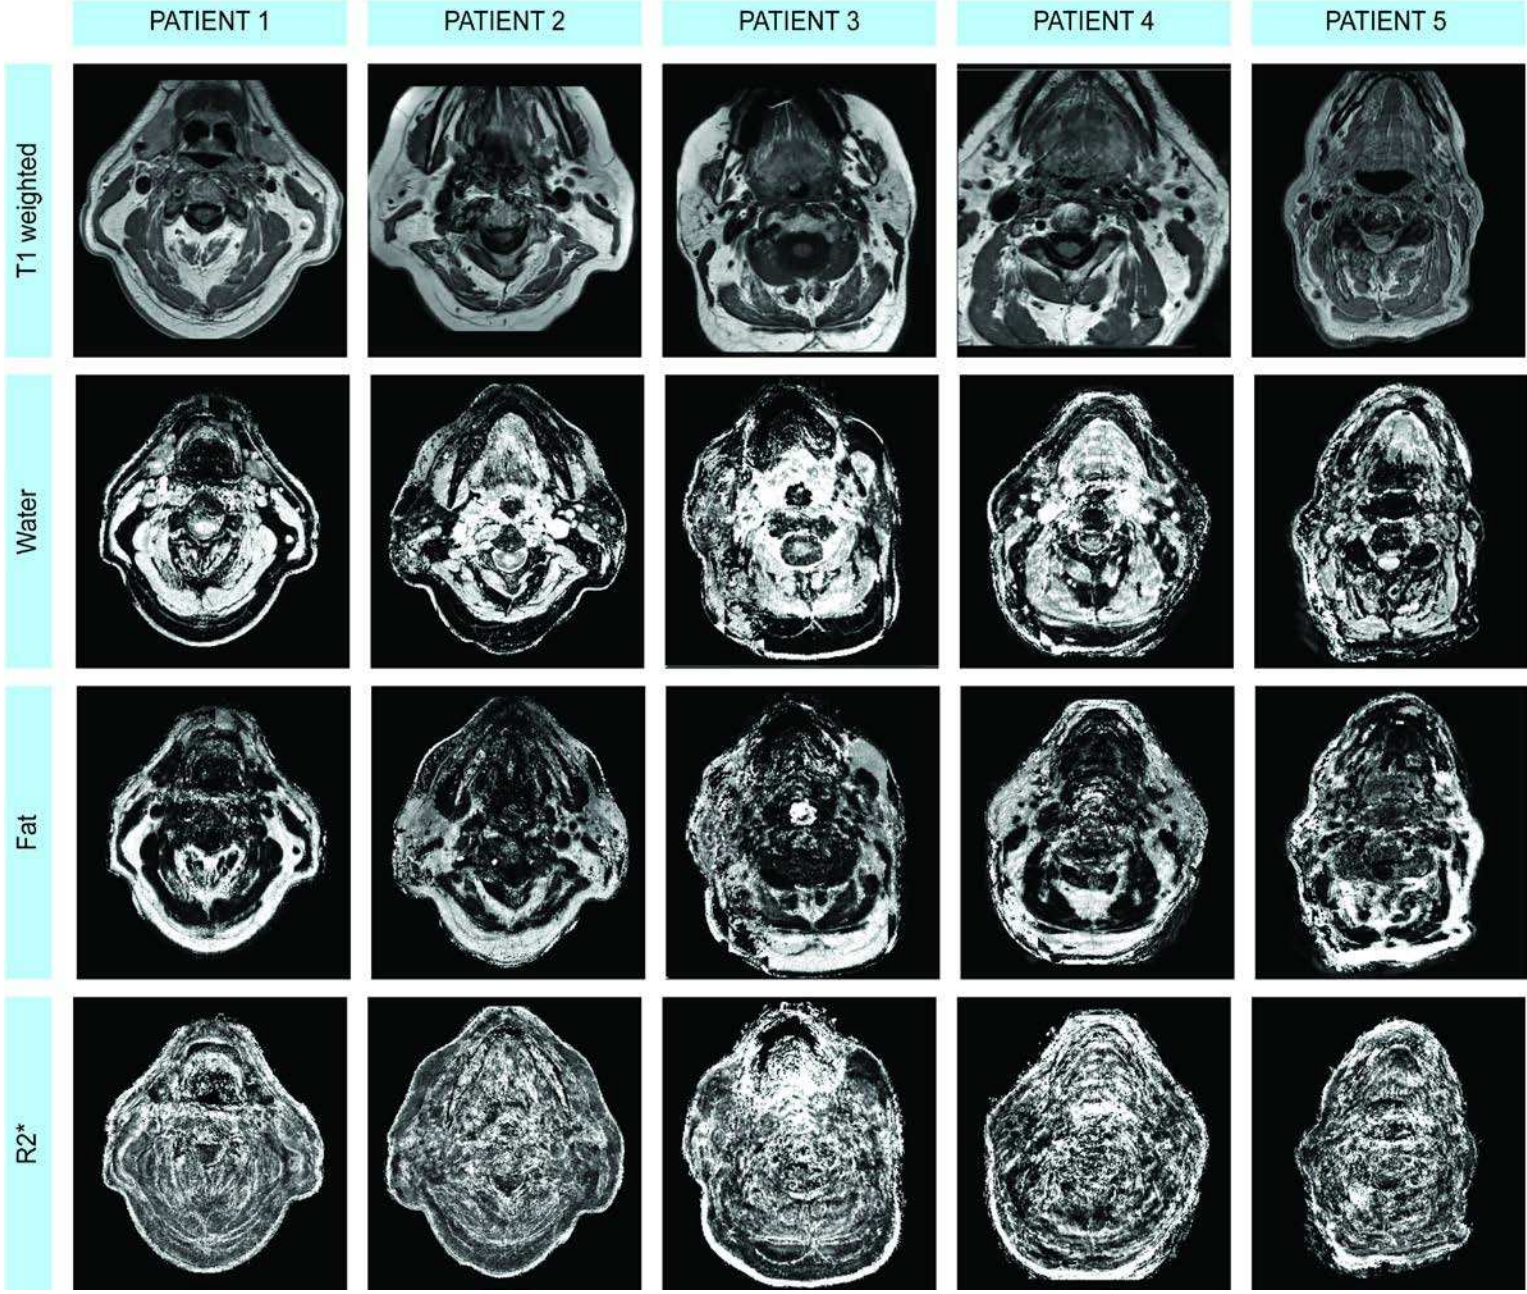 PATIENT 1
PATIENT 2
PATIENT 3
PATIENT 4
PATIENT 5
T1 weighted
Water
Fat
R2*